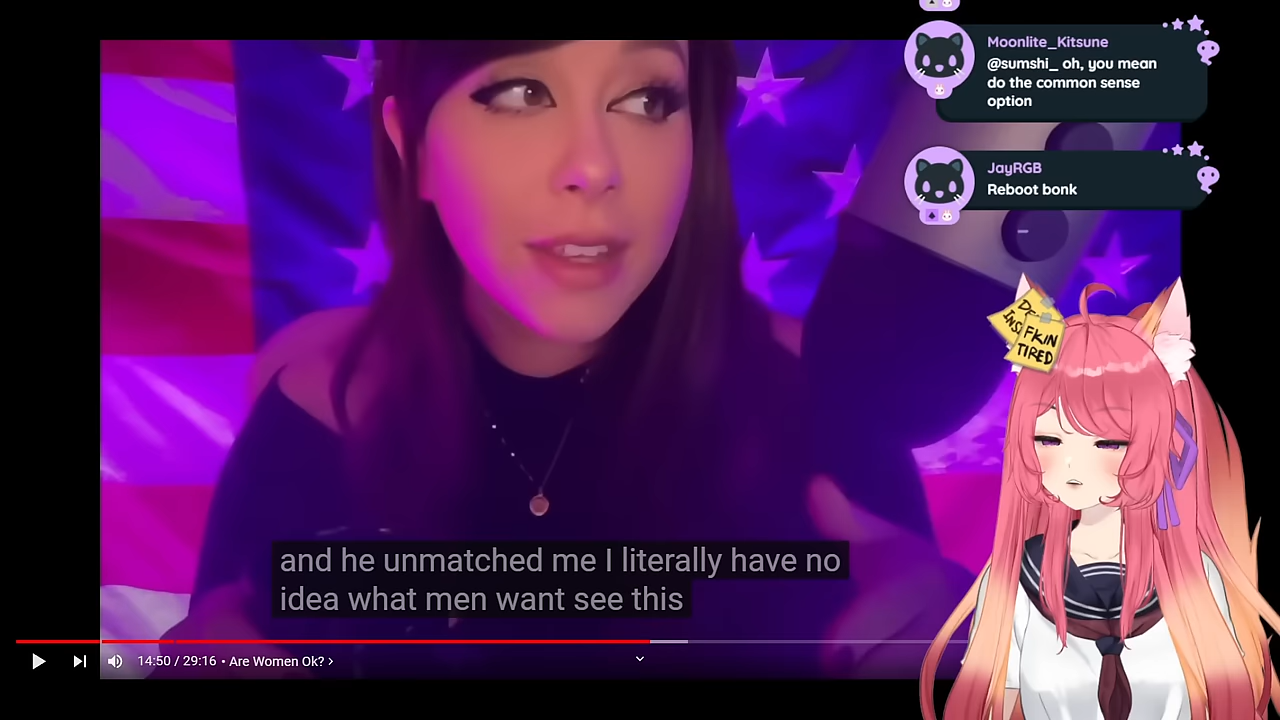 Moonlite_Kitsune
@sumshi_ oh, you mean
do the common sense
option
JayRGB
Reboot bonk
FKIN
TIRED
and he unmatched me I literally have no
idea what men want see this
14:50 / 29:16 • Are Women Ok? ›